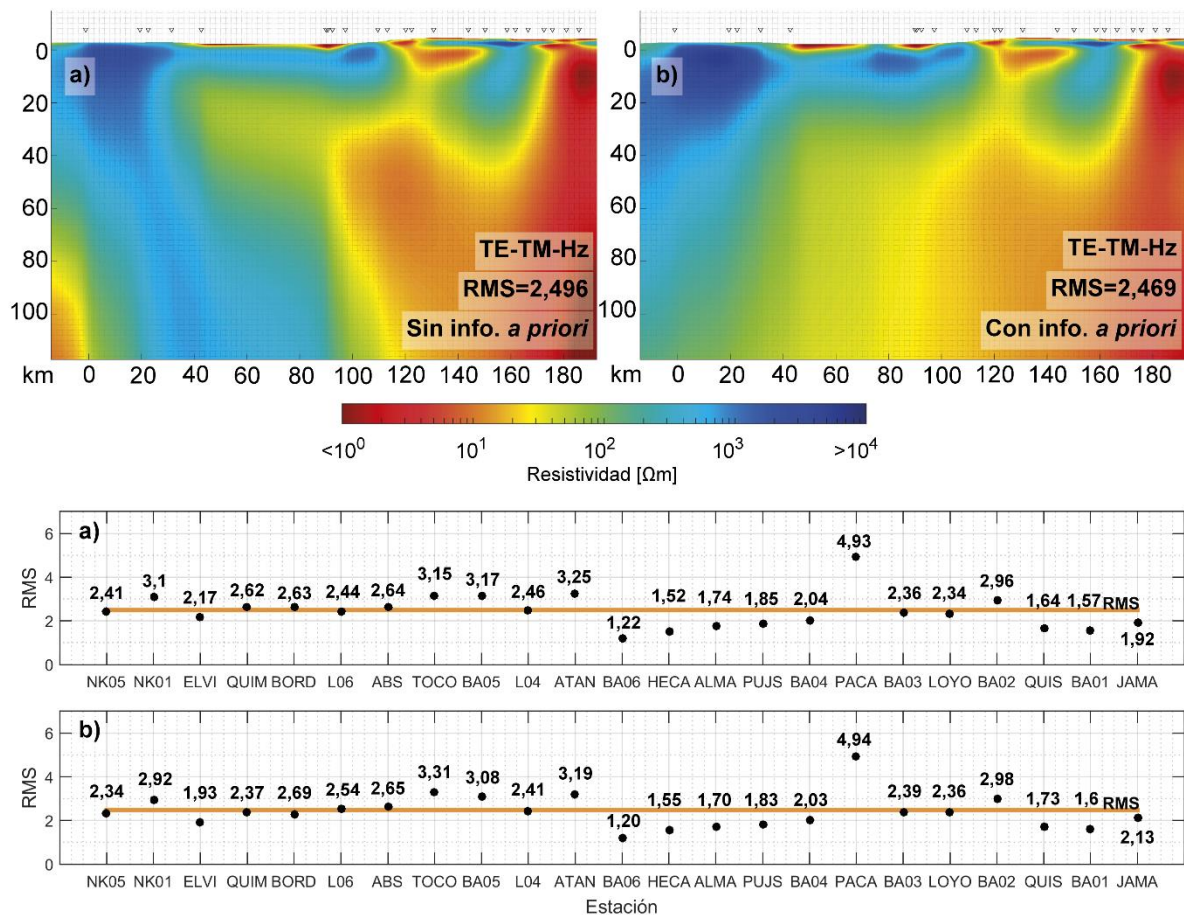 a)
b)
0
20
40
60
80
100
TE-TM-Hz
RMS=2,496
Sin info. a priori
km 0 20 40 60 80 100 120 140 160 180
0
20
40
60
80
100
TE-TM-Hz
RMS=2,469
Con info. a priori
km 0 20 40 60 80 100 120 140 160 180
<10⁰ 10¹ 10² 10³ >10⁴
Resistividad [Ωm]
a)
RMS
6
4
2
0
2,41 3,1 2,17 2,62 2,63 2,44 2,64 3,15 3,17 2,46 3,25 1,22 1,52 1,74 1,85 2,04 4,93 2,36 2,34 2,96 1,64 1,57 RMS 1,92
NK05 NK01 ELVI QUIM BORD L06 ABS TOCO BA05 L04 ATAN BA06 HECA ALMA PUJS BA04 PACA BA03 LOYO BA02 QUIS BA01 JAMA
b)
RMS
6
4
2
0
2,34 2,92 1,93 2,37 2,69 2,54 2,65 3,31 3,08 2,41 3,19 1,20 1,55 1,70 1,83 2,03 4,94 2,39 2,36 2,98 1,73 1,6 RMS 2,13
NK05 NK01 ELVI QUIM BORD L06 ABS TOCO BA05 L04 ATAN BA06 HECA ALMA PUJS BA04 PACA BA03 LOYO BA02 QUIS BA01 JAMA
Estación